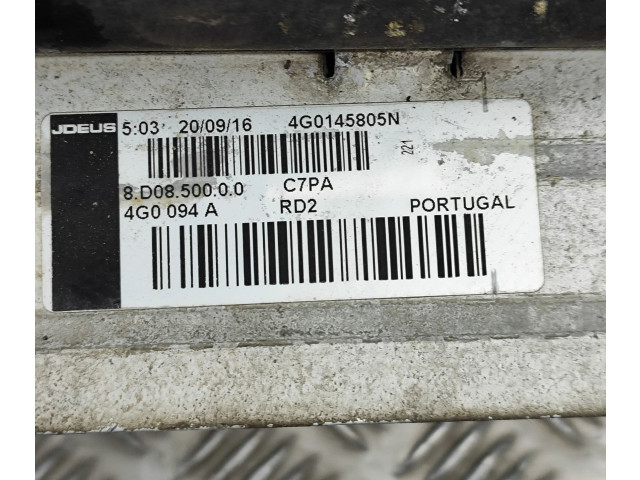 JDEUS 5:03 20/09/16 4G0145805N
221
8.D08.500.0.0 C7PA
4G0 094 A RD2 PORTUGAL